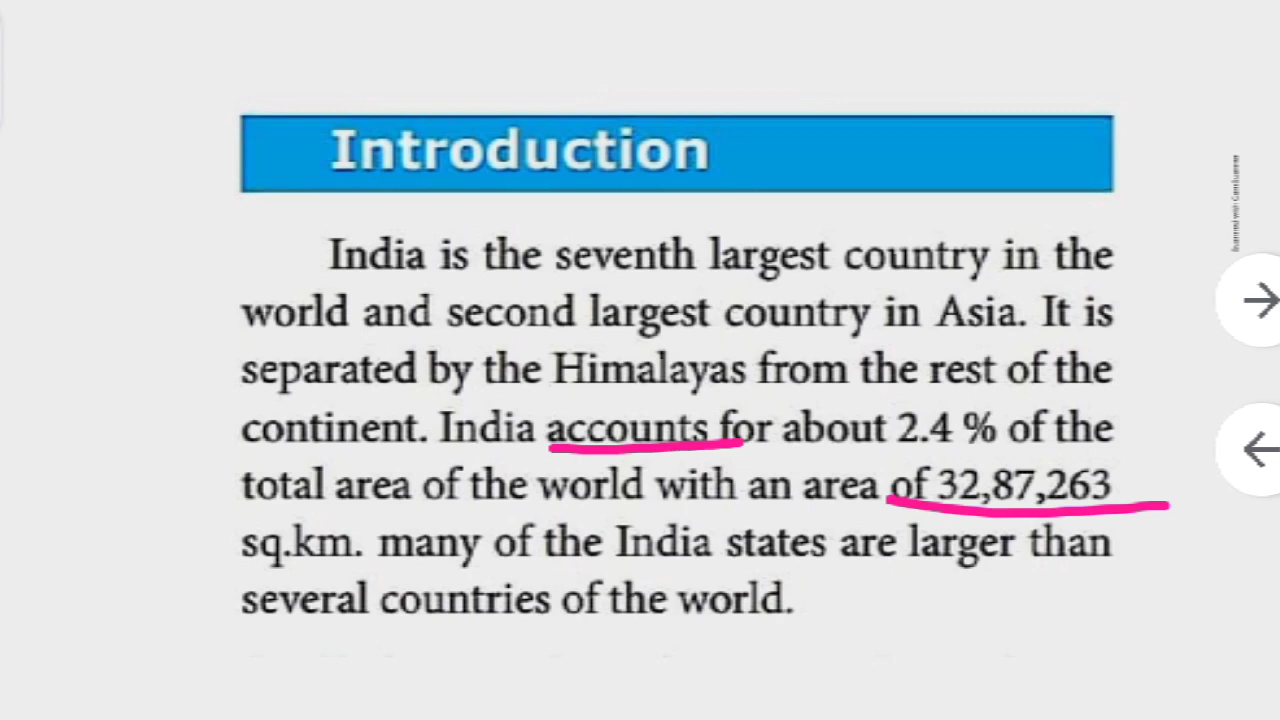 Introduction
India is the seventh largest country in the
world and second largest country in Asia. It is
separated by the Himalayas from the rest of the
continent. India accounts for about 2.4 % of the
total area of the world with an area of 32,87,263
sq.km. many of the India states are larger than
several countries of the world.
Scanned with CamScanner